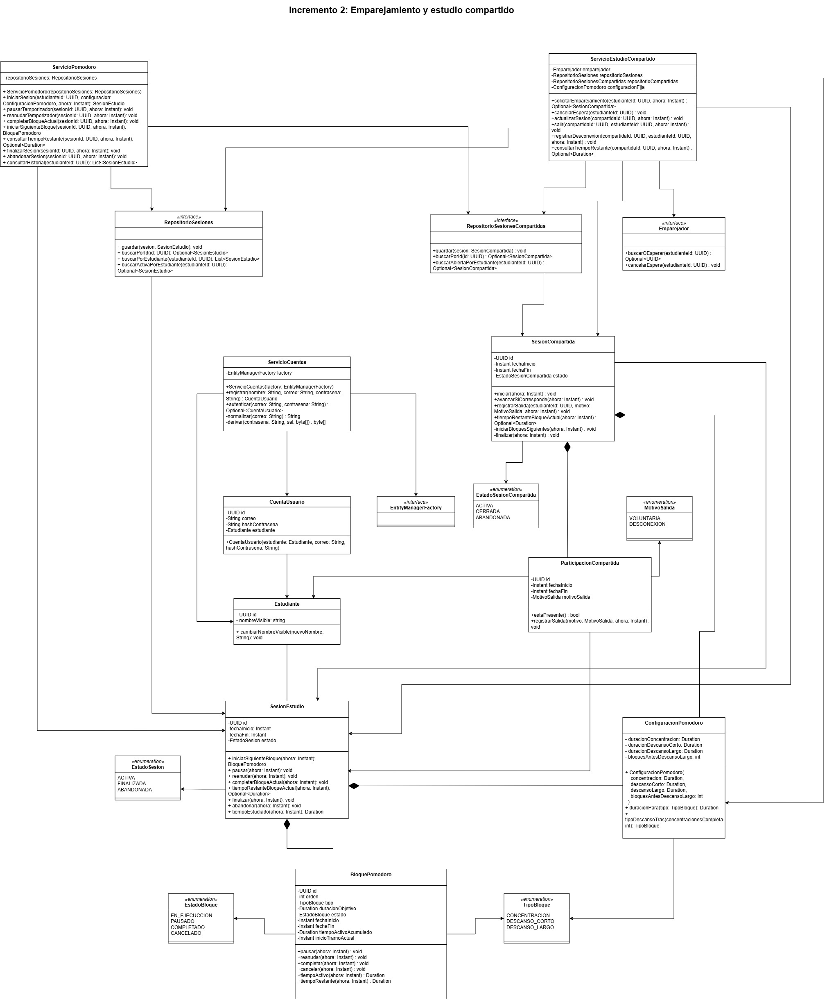 Incremento 2: Emparejamiento y estudio compartido
ServicioPomodoro
- repositorioSesiones: RepositorioSesiones
+ ServicioPomodoro(repositorioSesiones: RepositorioSesiones)
+ iniciarSesion(estudianteId: UUID, configuracion:
ConfiguracionPomodoro, ahora: Instant): SesionEstudio
+ pausarTemporizador(sesionId: UUID, ahora: Instant): void
+ reanudarTemporizador(sesionId: UUID, ahora: Instant): void
+ completarBloqueActual(sesionId: UUID, ahora: Instant): void
+ iniciarSiguienteBloque(sesionId: UUID, ahora: Instant):
BloquePomodoro
+ consultarTiempoRestante(sesionId: UUID, ahora: Instant):
Optional<Duration>
+ finalizarSesion(sesionId: UUID, ahora: Instant): void
+ abandonarSesion(sesionId: UUID, ahora: Instant): void
+ consultarHistorial(estudianteId: UUID): List<SesionEstudio>
ServicioEstudioCompartido
-Emparejador emparejador
-RepositorioSesiones repositorioSesiones
-RepositorioSesionesCompartidas repositorioCompartidas
-ConfiguracionPomodoro configuracionFija
+solicitarEmparejamiento(estudianteId: UUID, ahora: Instant) :
Optional<SesionCompartida>
+cancelarEspera(estudianteId: UUID) : void
+actualizarSesion(compartidaId: UUID, ahora: Instant) : void
+salir(compartidaId: UUID, estudianteId: UUID, ahora: Instant) :
void
+registrarDesconexion(compartidaId: UUID, estudianteId: UUID,
ahora: Instant) : void
+consultarTiempoRestante(compartidaId: UUID, ahora: Instant) :
Optional<Duration>
«interface»
RepositorioSesiones
+ guardar(sesion: SesionEstudio): void
+ buscarPorId(id: UUID): Optional<SesionEstudio>
+ buscarPorEstudiante(estudianteId: UUID): List<SesionEstudio>
+ buscarActivaPorEstudiante(estudianteId: UUID):
Optional<SesionEstudio>
«interface»
RepositorioSesionesCompartidas
+guardar(sesion: SesionCompartida) : void
+buscarPorId(id: UUID) : Optional<SesionCompartida>
+buscarAbiertaPorEstudiante(estudianteId: UUID) :
Optional<SesionCompartida>
«interface»
Emparejador
+buscarOEsperar(estudianteId: UUID) :
Optional<UUID>
+cancelarEspera(estudianteId: UUID) : void
SesionCompartida
-UUID id
-Instant fechaInicio
-Instant fechaFin
-EstadoSesionCompartida estado
+iniciar(ahora: Instant) : void
+avanzarSiCorresponde(ahora: Instant) : void
+registrarSalida(estudianteId: UUID, motivo:
MotivoSalida, ahora: Instant) : void
+tiempoRestanteBloqueActual(ahora: Instant) :
Optional<Duration>
-iniciarBloquesSiguientes(ahora: Instant) : void
-finalizar(ahora: Instant) : void
ServicioCuentas
-EntityManagerFactory factory
+ServicioCuentas(factory: EntityManagerFactory)
+registrar(nombre: String, correo: String, contrasena:
String) : CuentaUsuario
+autenticar(correo: String, contrasena: String) :
Optional<CuentaUsuario>
-normalizar(correo: String) : String
-derivar(contrasena: String, sal: byte[]) : byte[]
CuentaUsuario
-UUID id
-String correo
-String hashContrasena
-Estudiante estudiante
+CuentaUsuario(estudiante: Estudiante, correo: String,
hashContrasena: String)
«interface»
EntityManagerFactory
«enumeration»
EstadoSesionCompartida
ACTIVA
CERRADA
ABANDONADA
«enumeration»
MotivoSalida
VOLUNTARIA
DESCONEXION
ParticipacionCompartida
-UUID id
-Instant fechaInicio
-Instant fechaFin
-MotivoSalida motivoSalida
+estaPresente() : bool
+registrarSalida(motivo: MotivoSalida, ahora: Instant) :
void
Estudiante
- UUID id
- nombreVisible: string
+ cambiarNombreVisible(nuevoNombre:
String): void
SesionEstudio
-UUID id
-fechaInicio: Instant
-fechaFin: Instant
-EstadoSesion estado
+ iniciarSiguienteBloque(ahora: Instant):
BloquePomodoro
+ pausar(ahora: Instant): void
+ reanudar(ahora: Instant): void
+ completarBloqueActual(ahora: Instant): void
+ tiempoRestanteBloqueActual(ahora: Instant):
Optional<Duration>
+ finalizar(ahora: Instant): void
+ abandonar(ahora: Instant): void
+ tiempoEstudiado(ahora: Instant): Duration
«enumeration»
EstadoSesion
ACTIVA
FINALIZADA
ABANDONADA
ConfiguracionPomodoro
- duracionConcentracion: Duration
- duracionDescansoCorto: Duration
- duracionDescansoLargo: Duration
- bloquesAntesDescansoLargo: int
+ ConfiguracionPomodoro(
concentracion: Duration,
descansoCorto: Duration,
descansoLargo: Duration,
bloquesAntesDescansoLargo: int
)
+ duracionPara(tipo: TipoBloque): Duration
+
tipoDescansoTras(concentracionesCompleta
int): TipoBloque
BloquePomodoro
-UUID id
-int orden
-TipoBloque tipo
-Duration duracionObjetivo
-EstadoBloque estado
-Instant fechaInicio
-Instant fechaFin
-Duration tiempoActivoAcumulado
-Instant inicioTramoActual
+pausar(ahora: Instant) : void
+reanudar(ahora: Instant) : void
+completar(ahora: Instant) : void
+cancelar(ahora: Instant) : void
+tiempoActivo(ahora: Instant) : Duration
+tiempoRestante(ahora: Instant) : Duration
«enumeration»
EstadoBloque
EN_EJECUCCION
PAUSADO
COMPLETADO
CANCELADO
«enumeration»
TipoBloque
CONCENTRACION
DESCANSO_CORTO
DESCANSO_LARGO